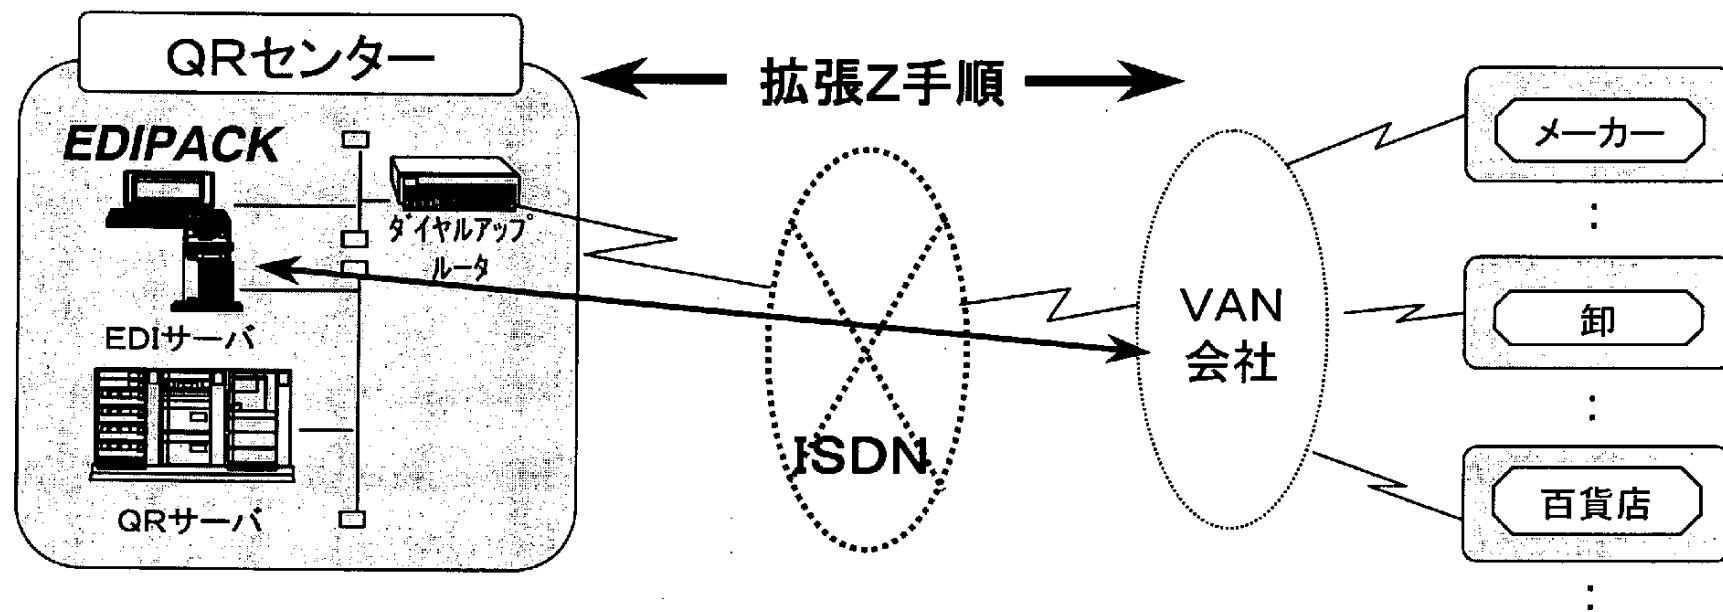 QRセンター
拡張Z手順
EDIPACK
ダイヤルアップ
ルータ
EDIサーバ
QRサーバ
ISDN
VAN
会社
メーカー
卸
百貨店